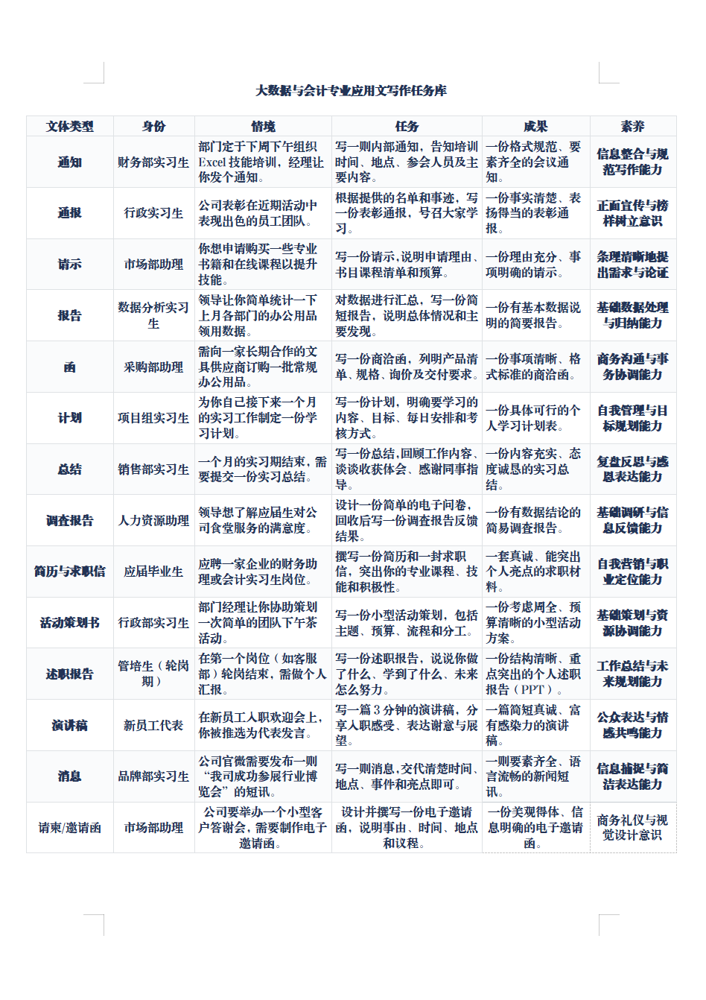 大数据与会计专业应用文写作任务库
文体类型 身份 情境 任务 成果 素养
通知 财务部实习生 部门定于下周下午组织
Excel 技能培训，经理让
你发个通知。 写一则内部通知，告知培训
时间、地点、参会人员及主
要内容。 一份格式规范、要
素齐全的会议通
知。 信息整合与规
范写作能力
通报 行政实习生 公司表彰在近期活动中
表现出色的员工团队。 根据提供的名单和事迹，写
一份表彰通报，号召大家学
习。 一份事实清楚、表
扬得当的表彰通
报。 正面宣传与榜
样树立意识
请示 市场部助理 你想申请购买一些专业
书籍和在线课程以提升
技能。 写一份请示，说明申请理由、
书目课程清单和预算。 一份理由充分、事
项明确的请示。 条理清晰地提
出需求与论证
报告 数据分析实习
生 领导让你简单统计一下
上月各部门的办公用品
领用数据。 对数据进行汇总，写一份简
短报告，说明总体情况和主
要发现。 一份有基本数据说
明的简要报告。 基础数据处理
与归纳能力
函 采购部助理 需向一家长期合作的文
具供应商订购一批常规
办公用品。 写一份商洽函，列明产品清
单、规格、询价及交付要求。 一份事项清晰、格
式标准的商洽函。 商务沟通与事
务协调能力
计划 项目组实习生 为你自己接下来一个月
的实习工作制定一份学
习计划。 写一份计划，明确要学习的
内容、目标、每日安排和考
核方式。 一份具体可行的个
人学习计划表。 自我管理与目
标规划能力
总结 销售部实习生 一个月的实习期结束，需
要提交一份实习总结。 写一份总结，回顾工作内容、
谈谈收获体会、感谢同事指
导。 一份内容充实、态
度诚恳的实习总
结。 复盘反思与感
恩表达能力
调查报告 人力资源助理 领导想了解应届生对公
司食堂服务的满意度。 设计一份简单的电子问卷，
回收后写一份调查报告反馈
结果。 一份有数据结论的
简易调查报告。 基础调研与信
息反馈能力
简历与求职信 应届毕业生 应聘一家企业的财务助
理或会计实习生岗位。 撰写一份简历和一封求职
信，突出你的专业课程、技
能和积极性。 一套真诚、能突出
个人亮点的求职材
料。 自我营销与职
业定位能力
活动策划书 行政部实习生 部门经理让你协助策划
一次简单的团队下午茶
活动。 写一份小型活动策划，包括
主题、预算、流程和分工。 一份考虑周全、预
算清晰的小型活动
方案。 基础策划与资
源协调能力
述职报告 管培生（轮岗
期） 在第一个岗位（如客服
部）轮岗结束，需做个人
汇报。 写一份述职报告，说说你做
了什么、学到了什么、未来
怎么努力。 一份结构清晰、重
点突出的个人述职
报告（PPT）。 工作总结与未
来规划能力
演讲稿 新员工代表 在新员工入职欢迎会上，
你被推选为代表发言。 写一篇 3 分钟的演讲稿，分
享入职感受、表达谢意与展
望。 一篇简短真诚、富
有感染力的演讲
稿。 公众表达与情
感共鸣能力
消息 品牌部实习生 公司官微需要发布一则
“我司成功参展行业博
览会”的短讯。 写一则消息，交代清楚时间、
地点、事件和亮点即可。 一则要素齐全、语
言流畅的新闻短
讯。 信息捕捉与简
洁表达能力
请柬/邀请函 市场部助理 公司要举办一个小型客
户答谢会，需要制作电子
邀请函。 设计并撰写一份电子邀请
函，说明事由、时间、地点
和议程。 一份美观得体、信
息明确的电子邀请
函。 商务礼仪与视
觉设计意识